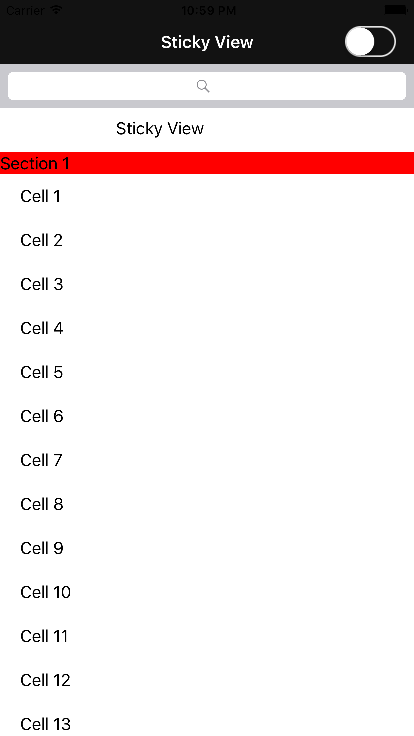 Carrier 10:59 PM
Sticky View
Sticky View
Section 1
Cell 1
Cell 2
Cell 3
Cell 4
Cell 5
Cell 6
Cell 7
Cell 8
Cell 9
Cell 10
Cell 11
Cell 12
Cell 13